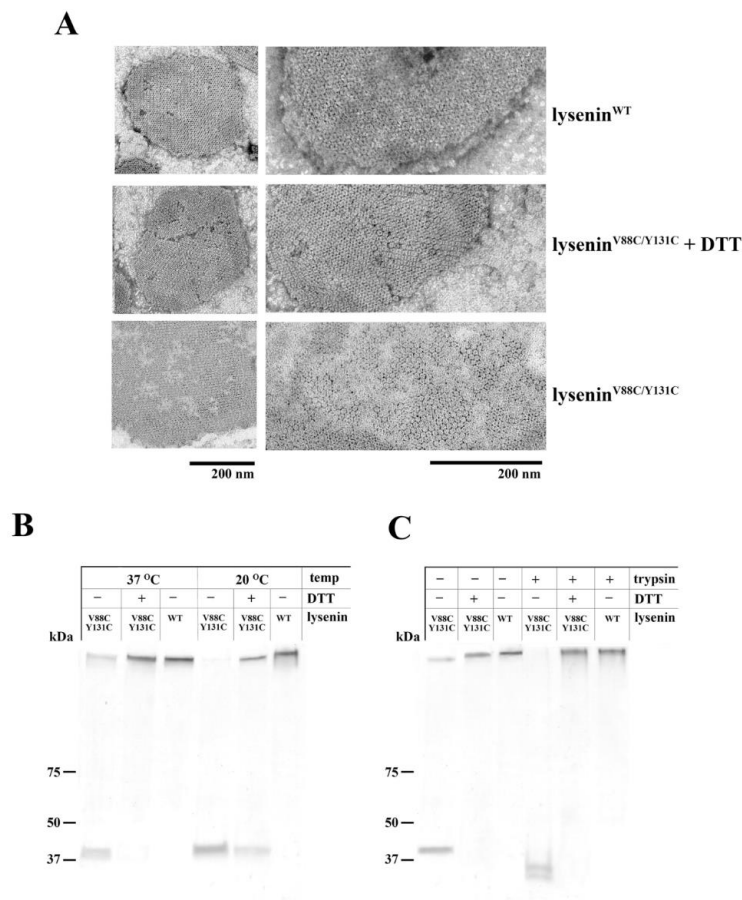 A
lysenin^WT
lysenin^V88C/Y131C + DTT
lysenin^V88C/Y131C
200 nm 200 nm
B
37 ᴼC 20 ᴼC temp
− + − − + − DTT
V88C Y131C V88C Y131C WT V88C Y131C V88C Y131C WT lysenin
kDa
75
50
37
C
− − − + + + trypsin
− + − − + − DTT
V88C Y131C V88C Y131C WT V88C Y131C V88C Y131C WT lysenin
kDa
75
50
37